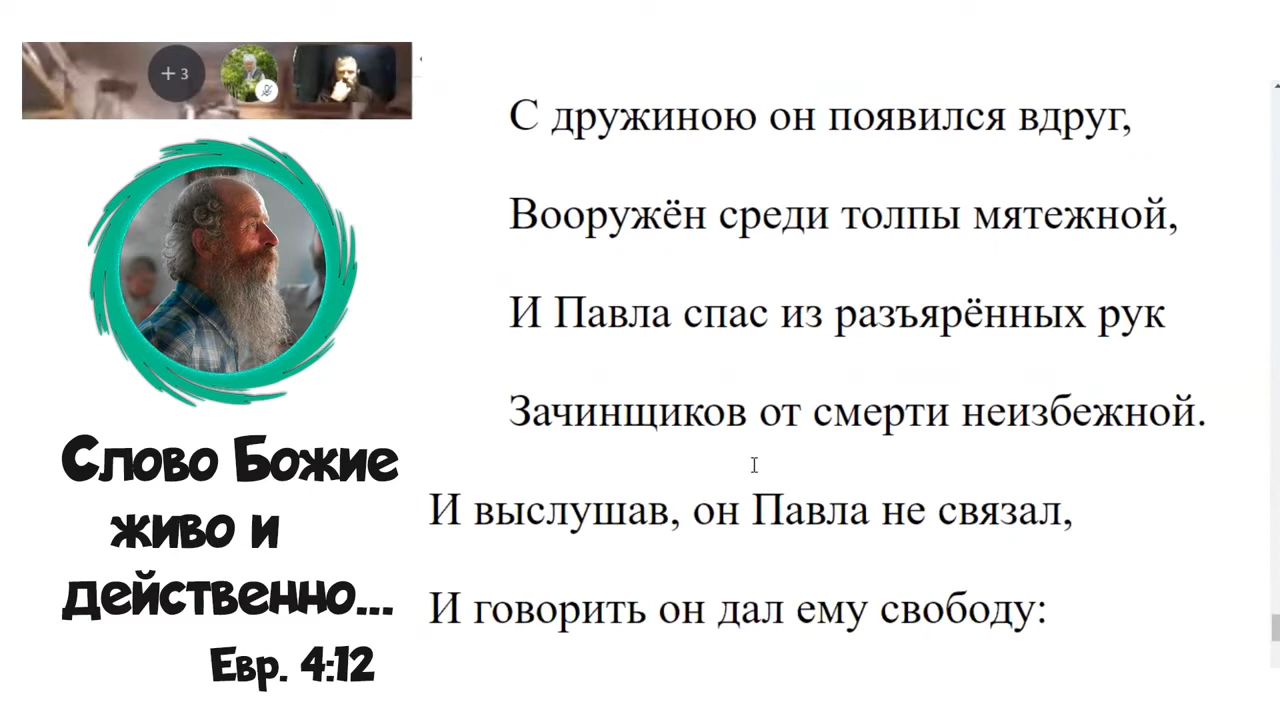 +3
С дружиною он появился вдруг,
Вооружён среди толпы мятежной,
И Павла спас из разъярённых рук
Зачинщиков от смерти неизбежной.
И выслушав, он Павла не связал,
И говорить он дал ему свободу:
Слово Божие
живо и
действенно...
Евр. 4:12